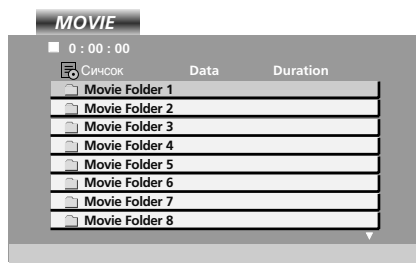 MOVIE
0 : 00 : 00
Сичсок Data Duration
Movie Folder 1
Movie Folder 2
Movie Folder 3
Movie Folder 4
Movie Folder 5
Movie Folder 6
Movie Folder 7
Movie Folder 8